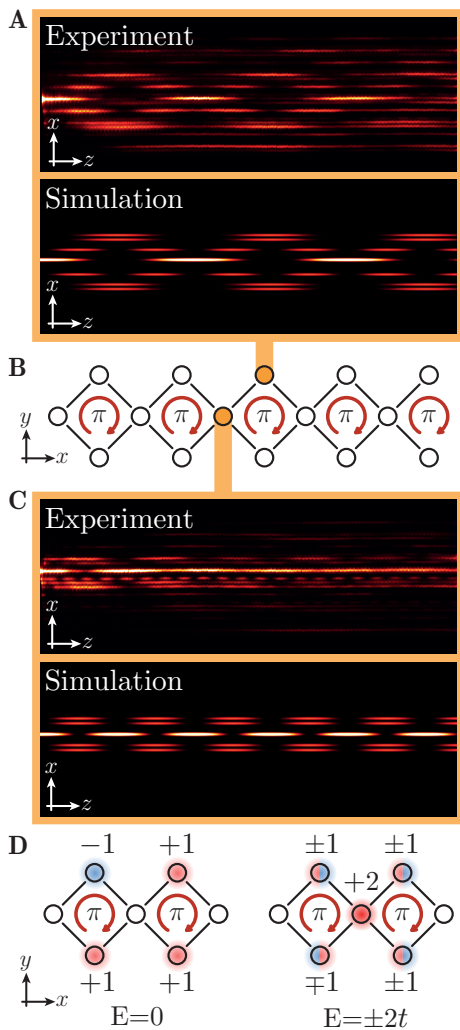 A
Experiment
x
z
Simulation
x
z
B
π π π π π
y
x
C
Experiment
x
z
Simulation
x
z
D
−1 +1 ±1 ±1
+2
π π π π
+1 +1 ∓1 ±1
y
x
E=0 E=±2t